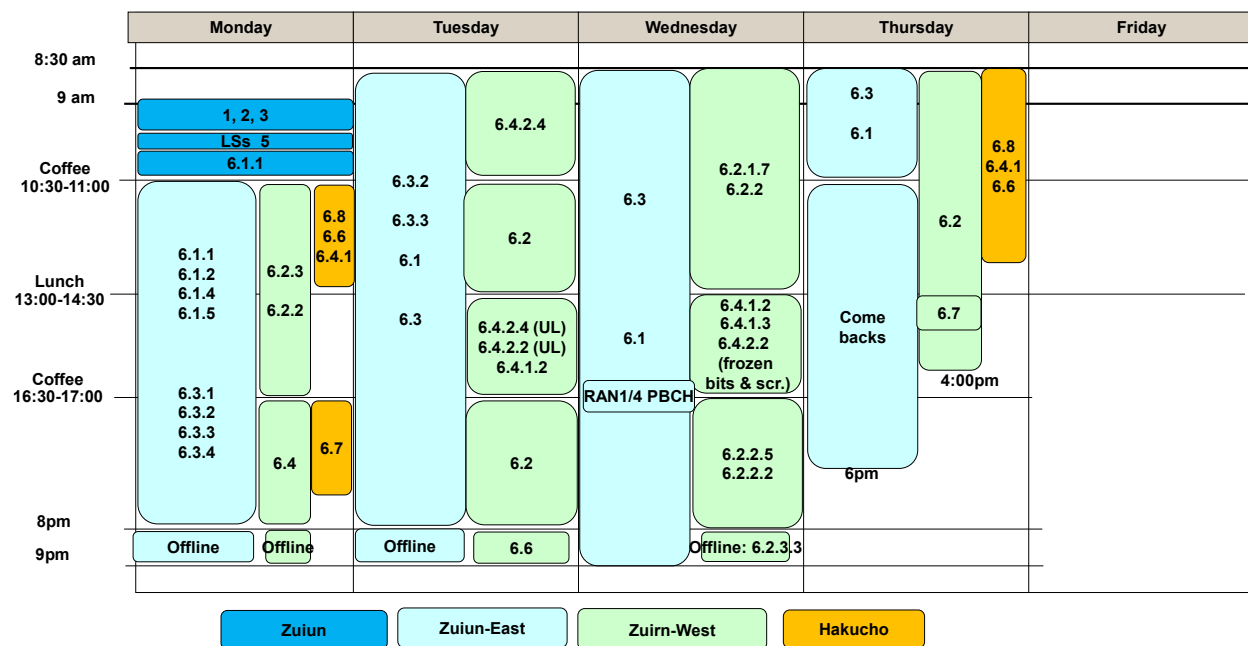 Monday
Tuesday
Wednesday
Thursday
Friday
8:30 am
9 am
Coffee
10:30-11:00
Lunch
13:00-14:30
Coffee
16:30-17:00
8pm
9pm
1, 2, 3
LSs 5
6.1.1
6.1.1
6.1.2
6.1.4
6.1.5
6.3.1
6.3.2
6.3.3
6.3.4
Offline
6.2.3
6.2.2
6.4
Offline
6.8
6.6
6.4.1
6.7
6.3.2
6.3.3
6.1
6.3
Offline
6.4.2.4
6.2
6.4.2.4 (UL)
6.4.2.2 (UL)
6.4.1.2
6.2
6.6
6.3
6.1
RAN1/4 PBCH
6.2.1.7
6.2.2
6.4.1.2
6.4.1.3
6.4.2.2
(frozen
bits & scr.)
6.2.2.5
6.2.2.2
Offline: 6.2.3.3
6.3
6.1
Come
backs
6pm
6.2
6.7
4:00pm
6.8
6.4.1
6.6
Zuiun
Zuiun-East
Zuirn-West
Hakucho